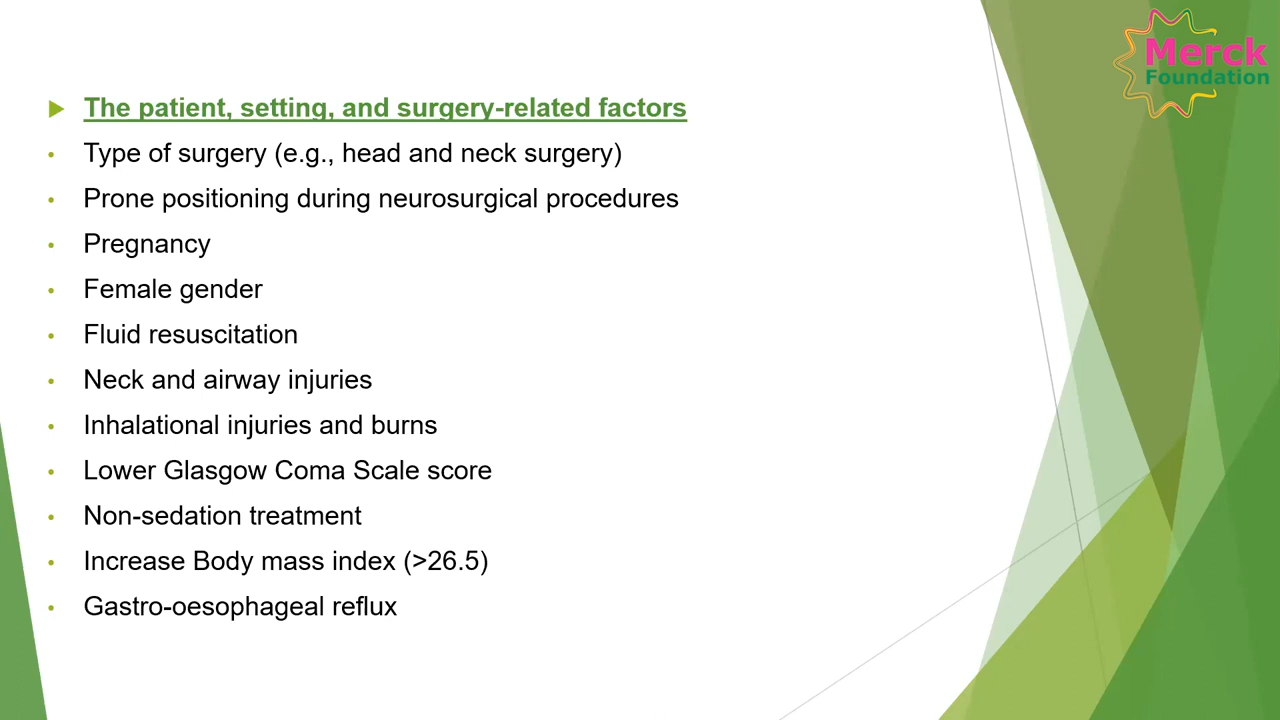 Merck
Foundation
The patient, setting, and surgery-related factors
Type of surgery (e.g., head and neck surgery)
Prone positioning during neurosurgical procedures
Pregnancy
Female gender
Fluid resuscitation
Neck and airway injuries
Inhalational injuries and burns
Lower Glasgow Coma Scale score
Non-sedation treatment
Increase Body mass index (>26.5)
Gastro-oesophageal reflux